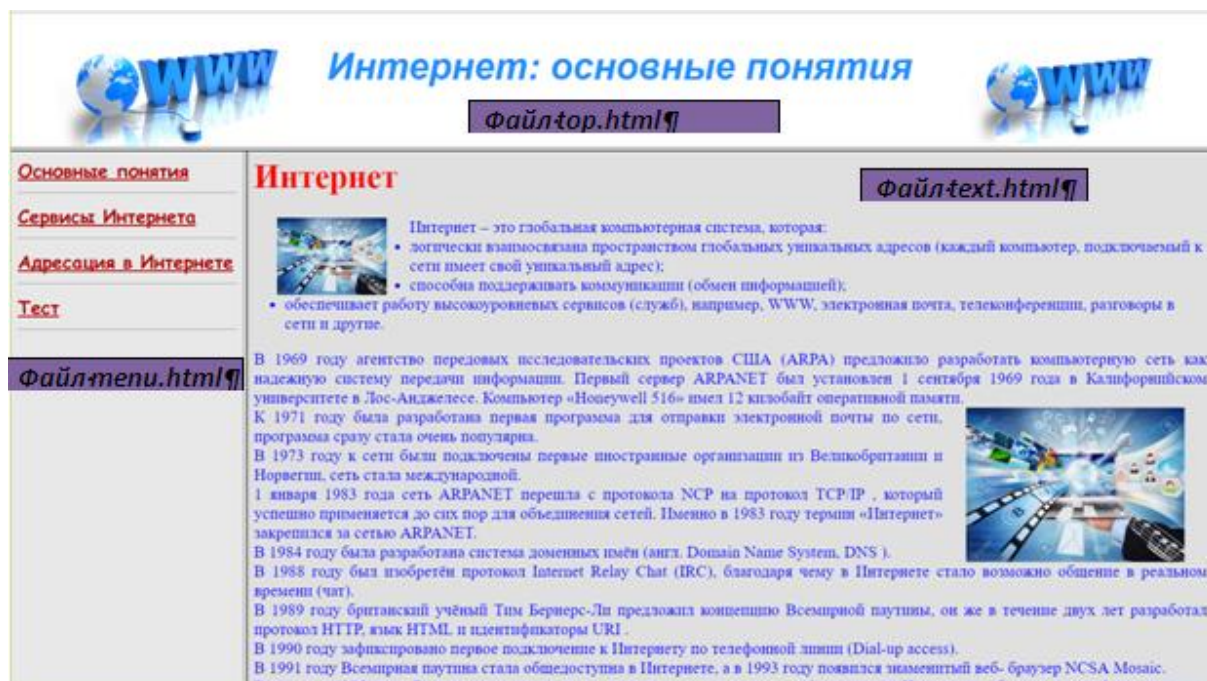 WWW
Интернет: основные понятия
WWW
Файл·top.html¶
Основные понятия
Сервисы Интернета
Адресация в Интернете
Тест
Файл·menu.html¶
Интернет
Файл·text.html¶
Интернет – это глобальная компьютерная система, которая:
• логически взаимосвязана пространством глобальных уникальных адресов (каждый компьютер, подключаемый к
сети имеет свой уникальный адрес);
• способна поддерживать коммуникации (обмен информацией);
• обеспечивает работу высокоуровневых сервисов (служб), например, WWW, электронная почта, телеконференции, разговоры в
сети и другие.
В 1969 году агентство передовых исследовательских проектов США (ARPA) предложило разработать компьютерную сеть как
надежную систему передачи информации. Первый сервер ARPANET был установлен 1 сентября 1969 года в Калифорнийском
университете в Лос-Анджелесе. Компьютер «Honeywell 516» имел 12 килобайт оперативной памяти.
К 1971 году была разработана первая программа для отправки электронной почты по сети,
программа сразу стала очень популярна.
В 1973 году к сети были подключены первые иностранные организации из Великобритании и
Норвегии, сеть стала международной.
1 января 1983 года сеть ARPANET перешла с протокола NCP на протокол TCP/IP , который
успешно применяется до сих пор для объединения сетей. Именно в 1983 году термин «Интернет»
закрепился за сетью ARPANET.
В 1984 году была разработана система доменных имён (англ. Domain Name System, DNS ).
В 1988 году был изобретён протокол Internet Relay Chat (IRC), благодаря чему в Интернете стало возможно общение в реальном
времени (чат).
В 1989 году британский учёный Тим Бернерс-Ли предложил концепцию Всемирной паутины, он же в течение двух лет разработал
протокол HTTP, язык HTML и идентификаторы URI .
В 1990 году зафиксировано первое подключение к Интернету по телефонной линии (Dial-up access).
В 1991 году Всемирная паутина стала общедоступна в Интернете, а в 1993 году появился знаменитый веб- браузер NCSA Mosaic.